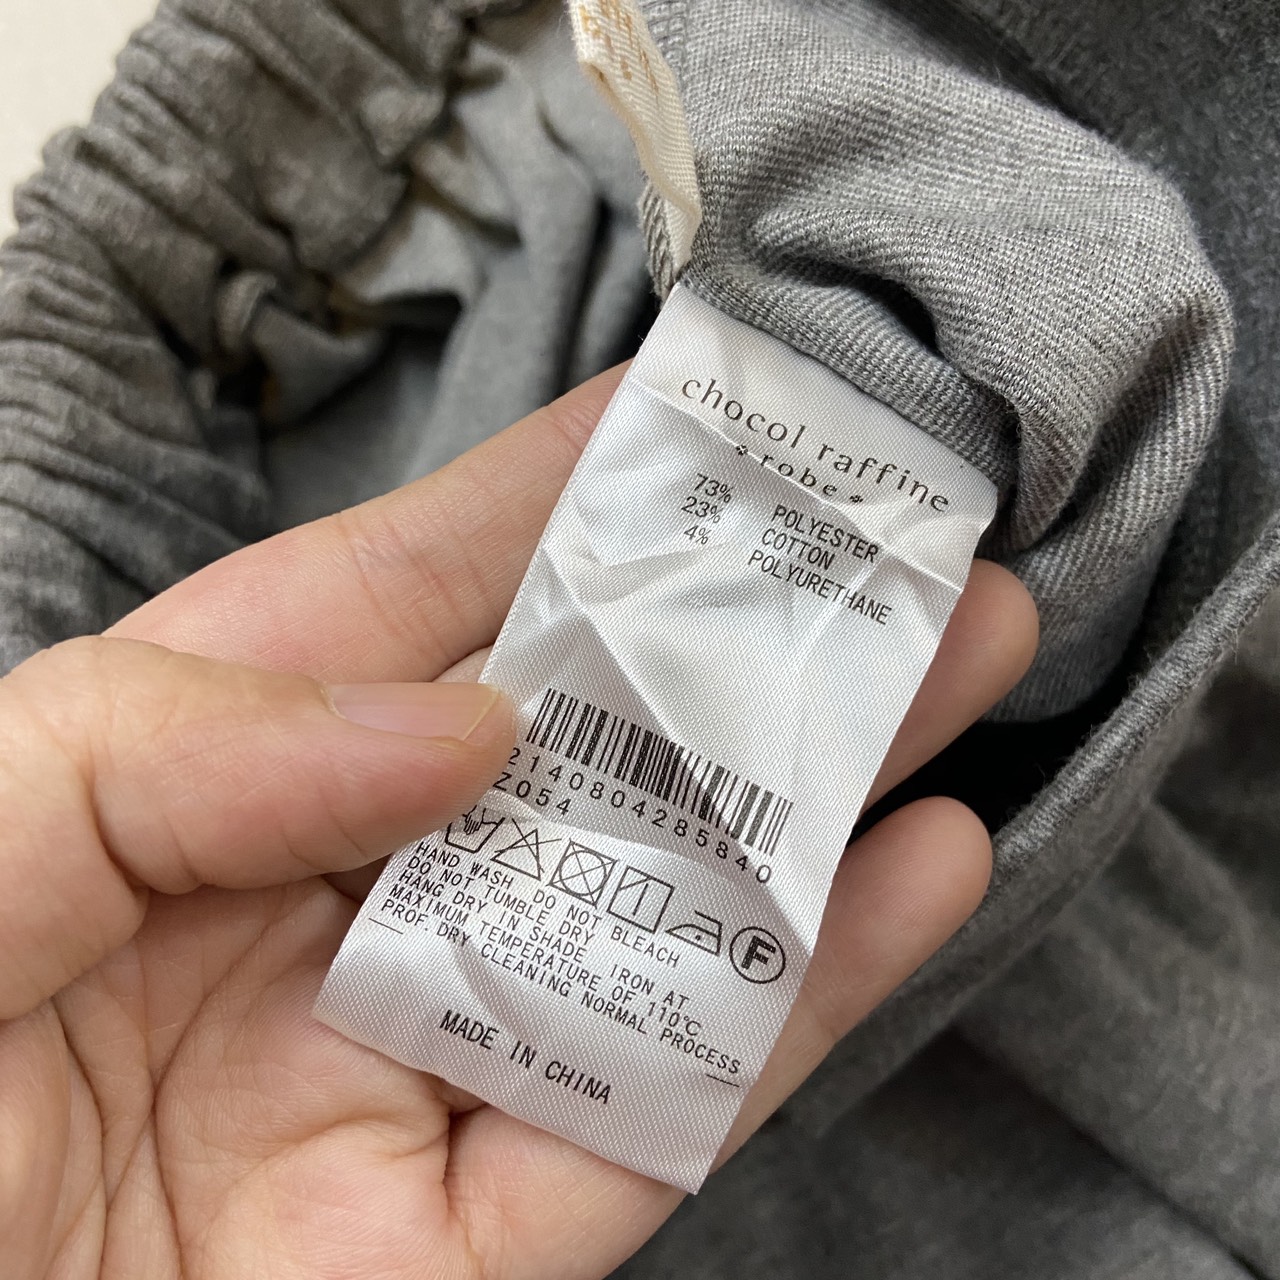 chocol raffine
robe
73% POLYESTER
23% COTTON
4% POLYURETHANE
2140804285840
Z054
HAND WASH DO NOT BLEACH
DO NOT TUMBLE DRY
HANG DRY IN SHADE IRON AT
MAXIMUM TEMPERATURE OF 110℃
PROF.DRY CLEANING NORMAL PROCESS
F
MADE IN CHINA